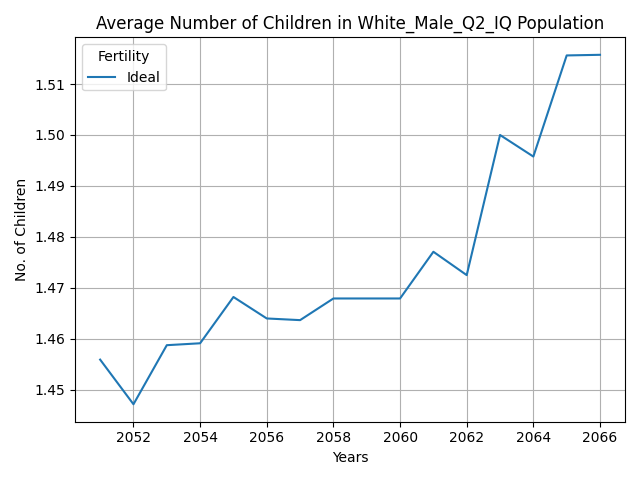 Average Number of Children in White_Male_Q2_IQ Population
Fertility
Ideal
1.51
1.50
1.49
1.48
1.47
1.46
1.45
No. of Children
2052 2054 2056 2058 2060 2062 2064 2066
Years